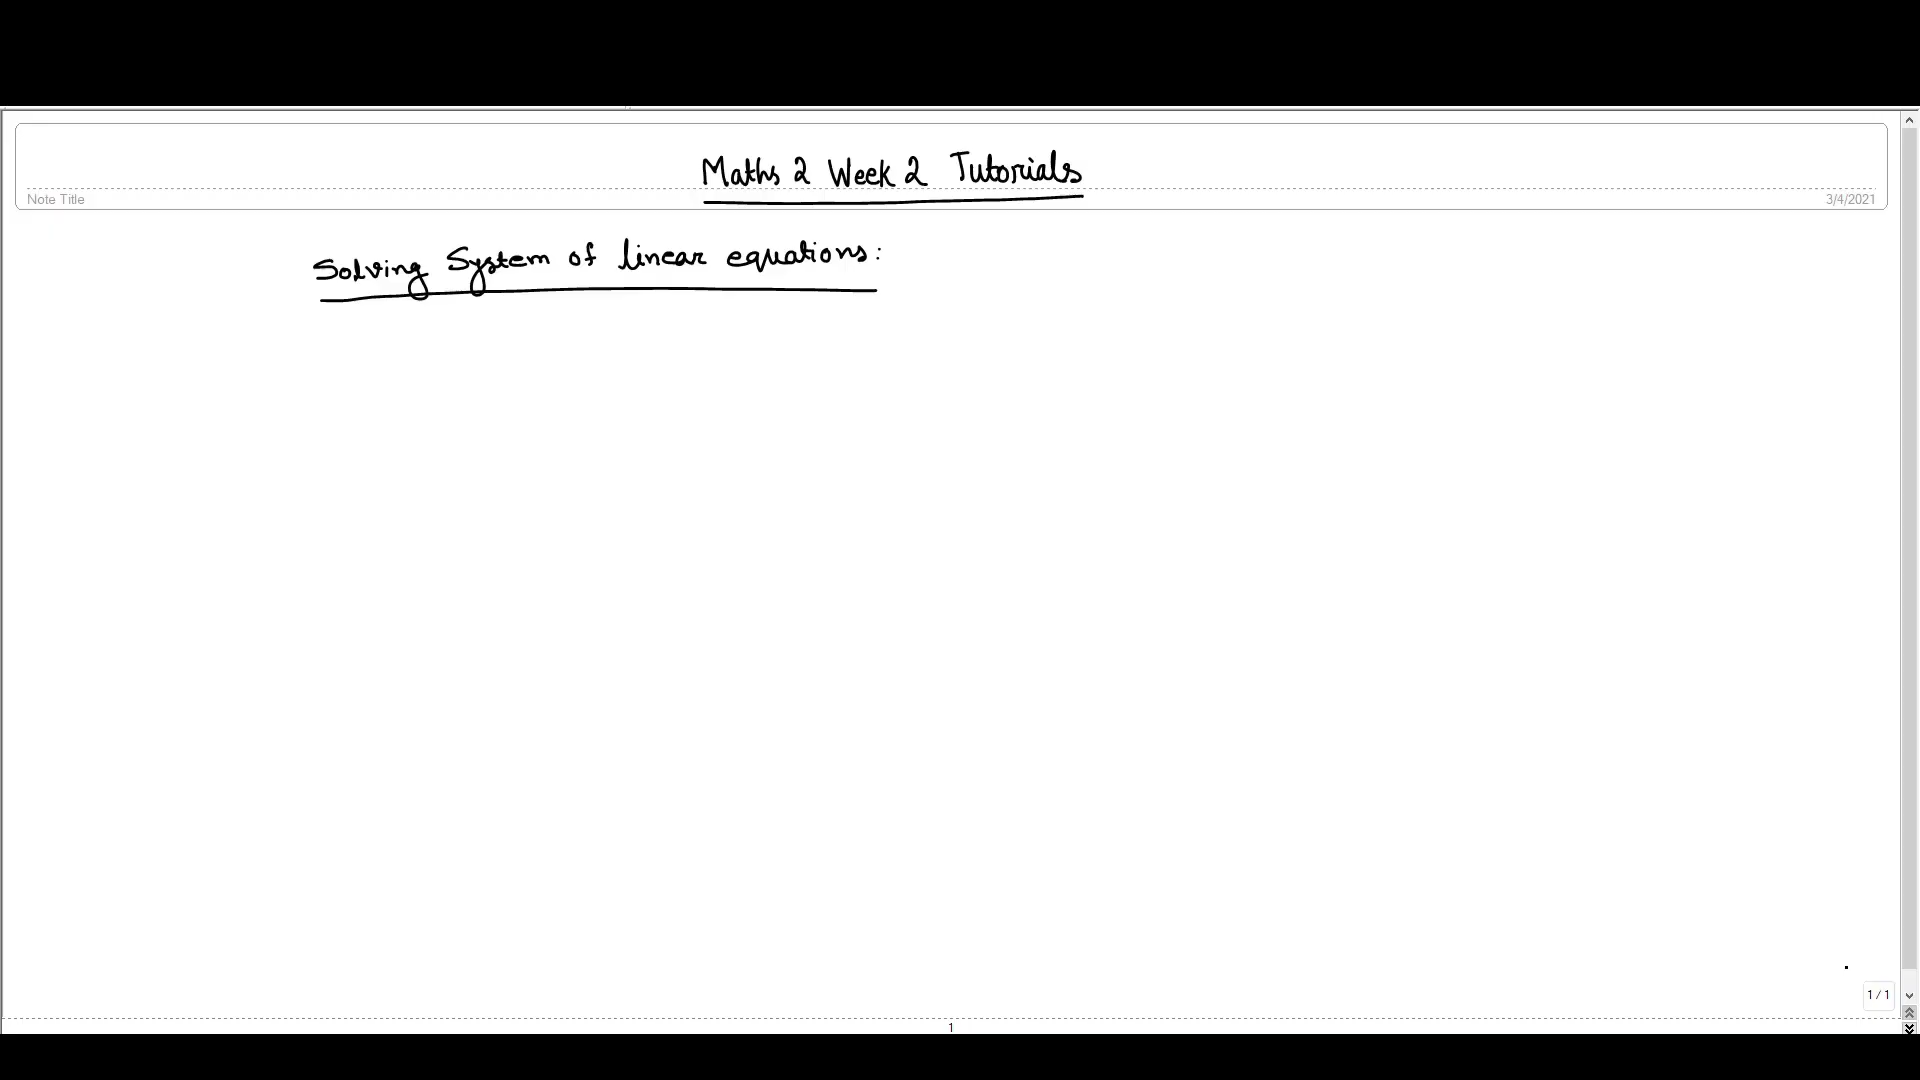 Maths 2 Week 2 Tutorials
Note Title
3/4/2021
Solving System of linear equations:
1 / 1
1